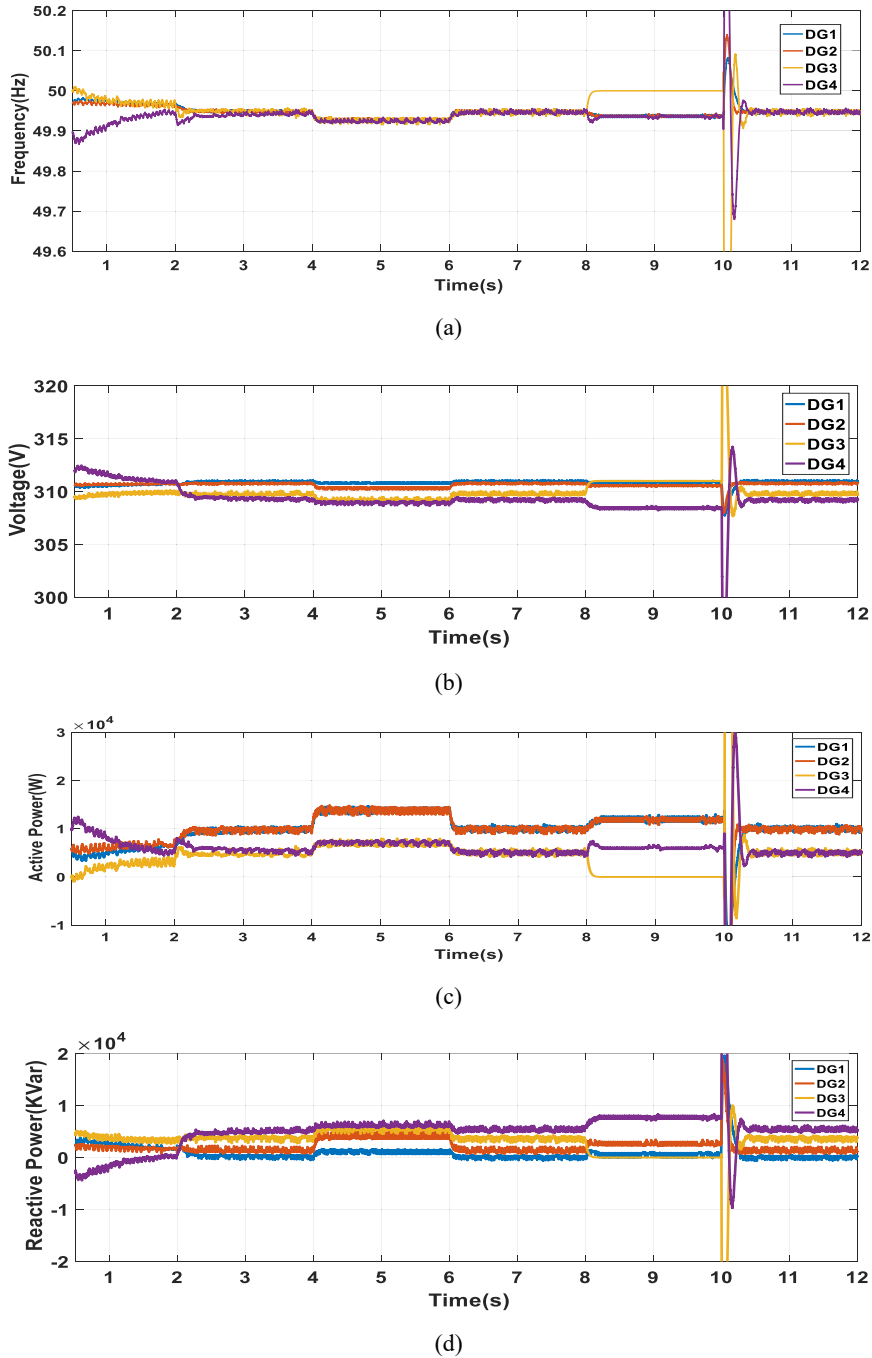 50.2
50.1
50
49.9
49.8
49.7
49.6
Frequency(Hz)
DG1
DG2
DG3
DG4
1 2 3 4 5 6 7 8 9 10 11 12
Time(s)
(a)
320
315
310
305
300
Voltage(V)
DG1
DG2
DG3
DG4
1 2 3 4 5 6 7 8 9 10 11 12
Time(s)
(b)
×10^4
3
2
1
0
-1
Active Power(W)
DG1
DG2
DG3
DG4
1 2 3 4 5 6 7 8 9 10 11 12
Time(s)
(c)
×10^4
2
1
0
-1
-2
Reactive Power(KVar)
DG1
DG2
DG3
DG4
1 2 3 4 5 6 7 8 9 10 11 12
Time(s)
(d)